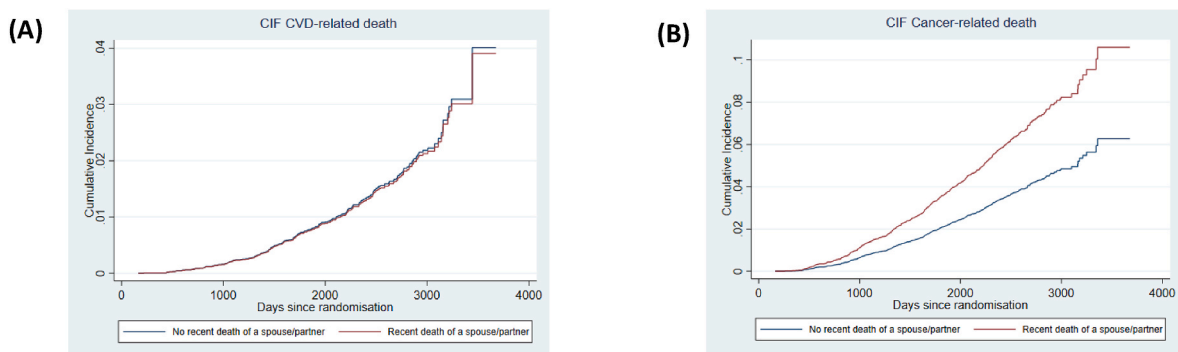 (A)
CIF CVD-related death
Cumulative Incidence
0
.01
.02
.03
.04
0 1000 2000 3000 4000
Days since randomisation
No recent death of a spouse/partner Recent death of a spouse/partner
(B)
CIF Cancer-related death
Cumulative Incidence
0
.02
.04
.06
.08
.1
0 1000 2000 3000 4000
Days since randomisation
No recent death of a spouse/partner Recent death of a spouse/partner